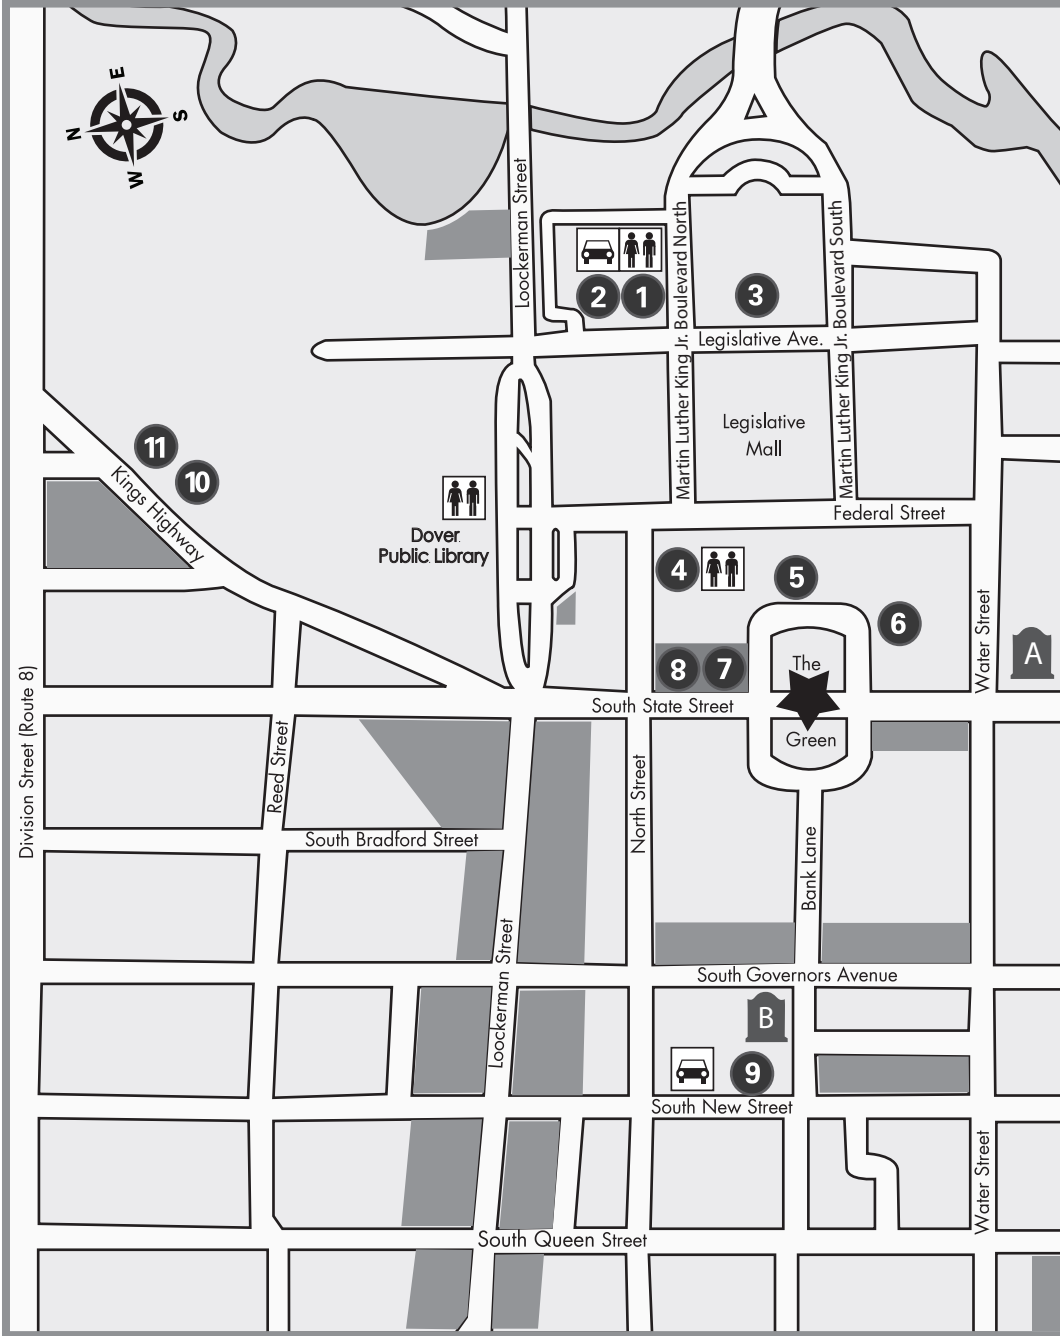 E
N
S
W
Loockerman Street
Martin Luther King Jr. Boulevard North
Martin Luther King Jr. Boulevard South
2
1
3
Legislative Ave.
Legislative
Mall
11
10
Kings Highway
Dover
Public Library
Federal Street
4
5
6
8
7
The
Green
Water Street
A
South State Street
Division Street (Route 8)
Reed Street
North Street
South Bradford Street
Bank Lane
Loockerman Street
South Governors Avenue
B
9
South New Street
Water Street
South Queen Street